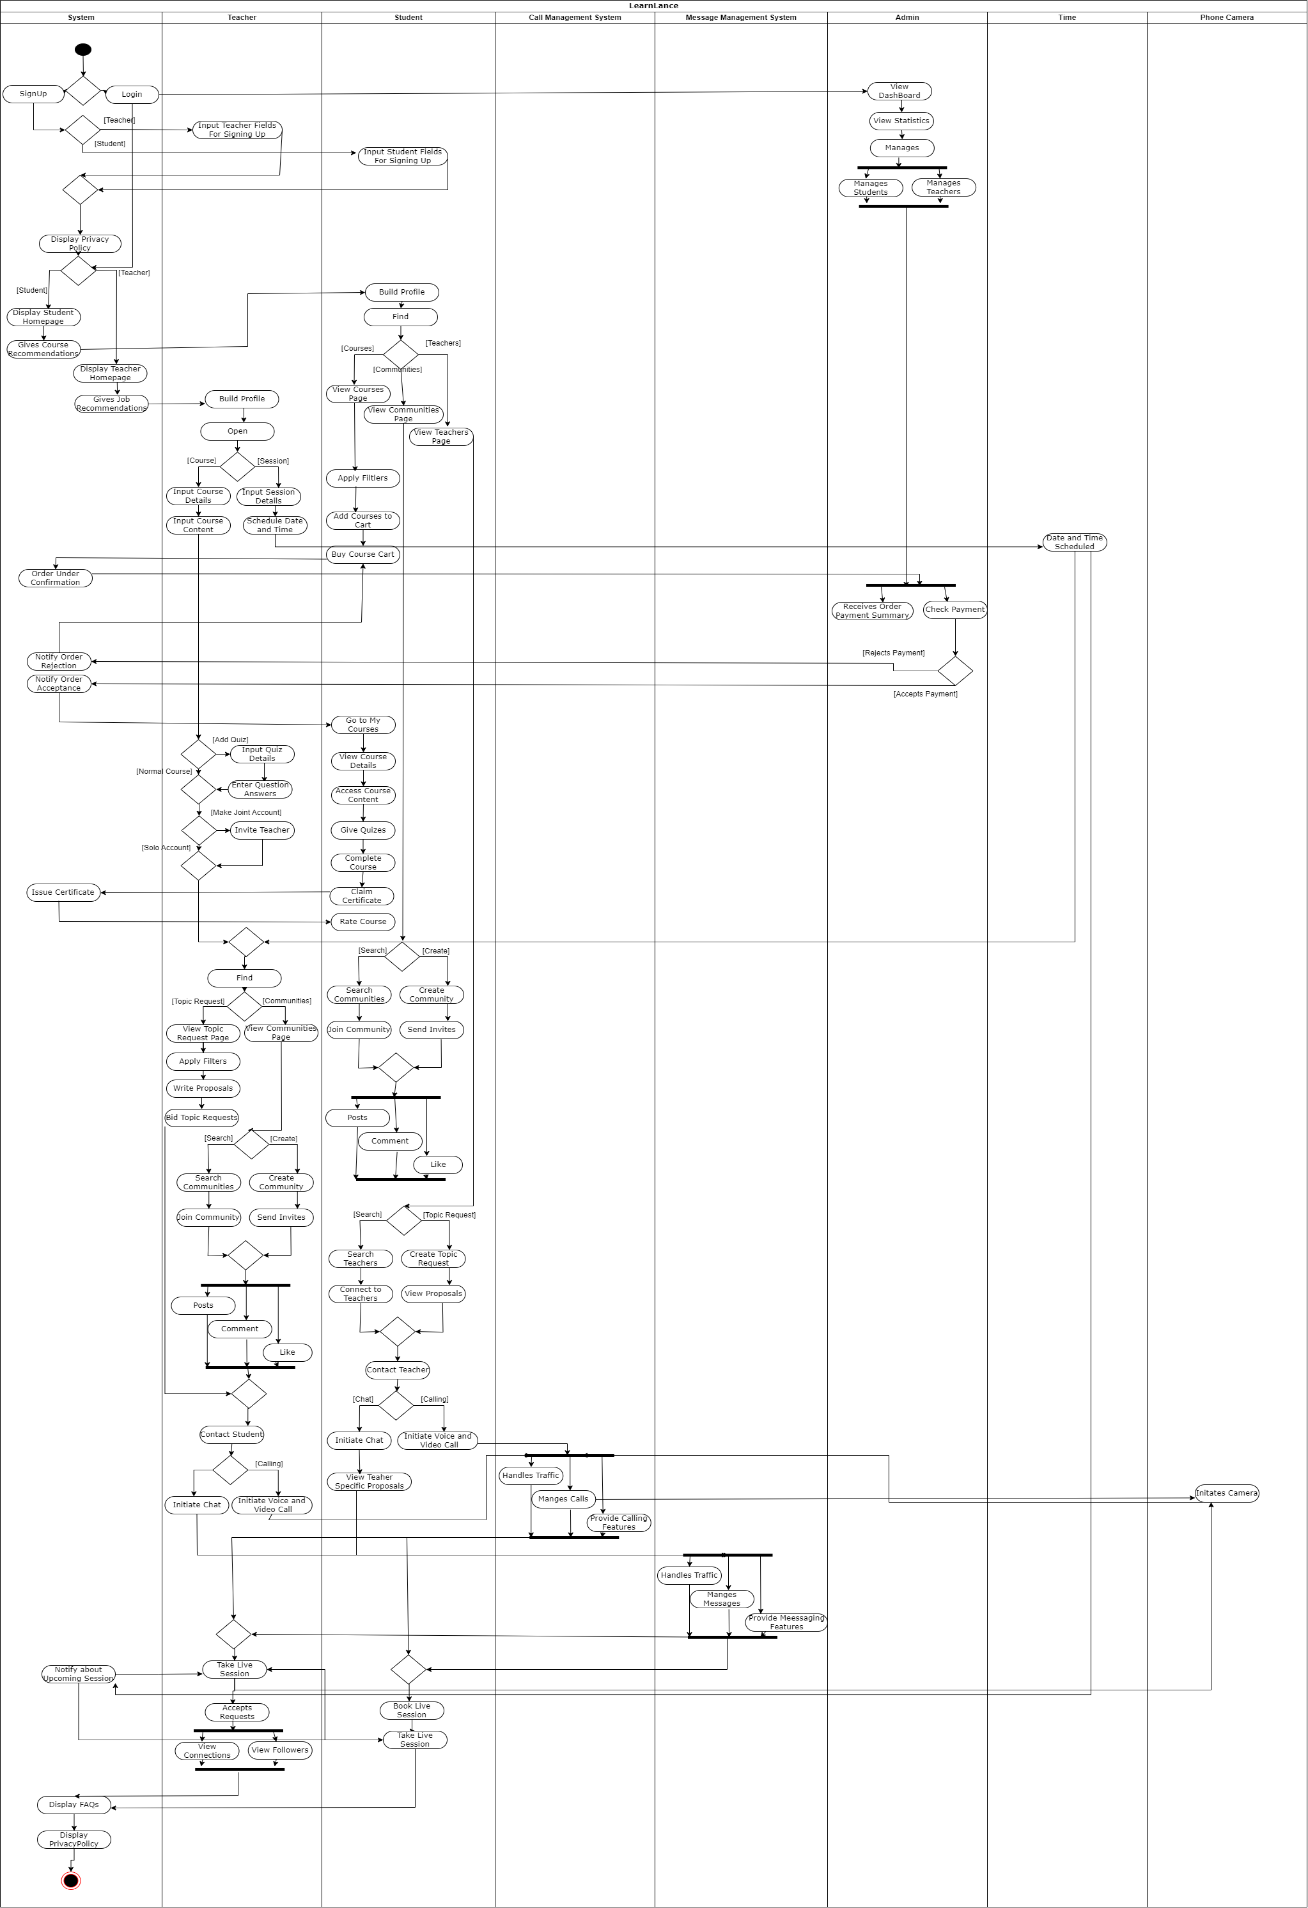 LearnLance
System
Teacher
Student
Call Management System
Message Management System
Admin
Time
Phone Camera
SignUp
Login
View
DashBoard
[Teacher]
Input Teacher Fields
For Signing Up
View Statistics
[Student]
Input Student Fields
For Signing Up
Manages
Manages
Students
Manages
Teachers
Display Privacy
Policy
[Teacher]
[Student]
Build Profile
Display Student
Homepage
Find
Gives Course
Recommendations
[Courses]
[Teachers]
[Communities]
Display Teacher
Homepage
View Courses
Page
Gives Job
Recommendations
Build Profile
View Communities
Page
Open
View Teachers
Page
[Course]
[Session]
Apply Filtlers
Input Course
Details
Input Session
Details
Input Course
Content
Schedule Date
and Time
Add Courses to
Cart
Date and Time
Scheduled
Buy Course Cart
Order Under
Confirmation
Receives Order
Payment Summary
Check Payment
[Rejects Payment]
Notify Order
Rejection
Notify Order
Acceptance
[Accepts Payment]
Go to My
Courses
[Add Quiz]
Input Quiz
Details
View Course
Details
[Normal Course]
Enter Question
Answers
Access Course
Content
[Make Joint Account]
Invite Teacher
Give Quizes
[Solo Account]
Complete
Course
Issue Certificate
Claim
Certificate
Rate Course
[Search]
[Create]
Find
Search
Communities
Create
Community
[Topic Request]
[Communities]
View Topic
Request Page
View Communities
Page
Join Community
Send Invites
Apply Filters
Write Proposals
Bid Topic Requests
Posts
[Search]
[Create]
Comment
Like
Search
Communities
Create
Community
Join Community
Send Invites
[Search]
[Topic Request]
Search
Teachers
Create Topic
Request
Connect to
Teachers
View Proposals
Posts
Comment
Like
Contact Teacher
[Chat]
[Calling]
Contact Student
Initiate Chat
Initiate Voice and
Video Call
[Calling]
View Teaher
Specific Proposals
Handles Traffic
Initiate Chat
Initiate Voice and
Video Call
Manges Calls
Initates Camera
Provide Calling
Features
Handles Traffic
Manges
Messages
Provide Meessaging
Features
Notify about
Upcoming Session
Take Live
Session
Accepts
Requests
Book Live
Session
View
Connections
View Followers
Take Live
Session
Display FAQs
Display
PrivacyPolicy